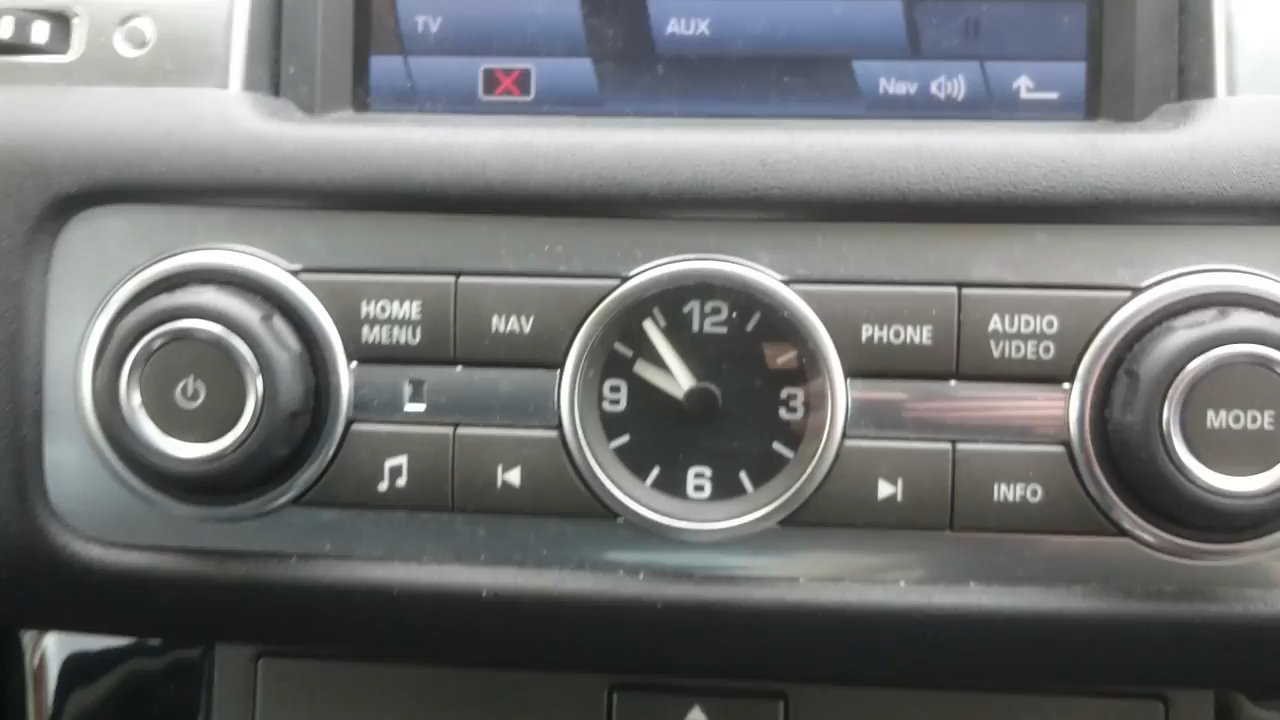 TV
AUX
Nav
HOME
MENU
NAV
12
9
3
6
PHONE
AUDIO
VIDEO
MODE
INFO